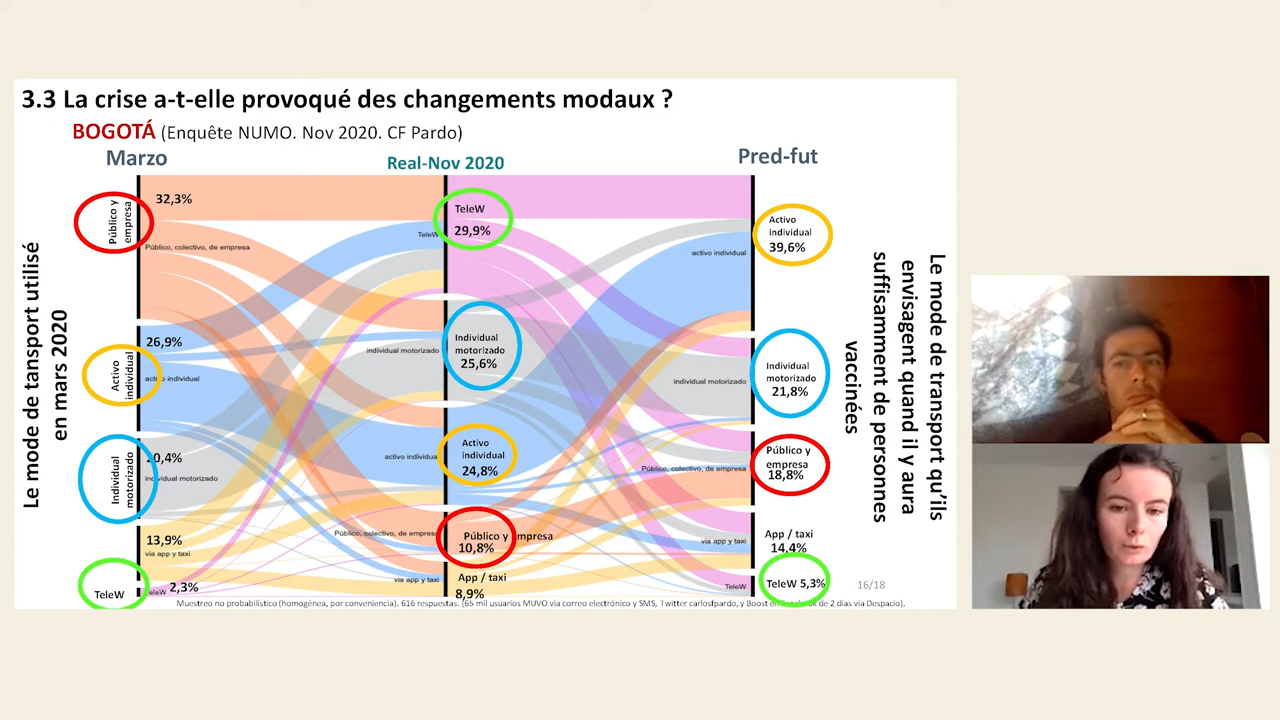 3.3 La crise a-t-elle provoqué des changements modaux ?
BOGOTÁ (Enquête NUMO. Nov 2020. CF Pardo)
Marzo
Real-Nov 2020
Pred-fut
Le mode de tansport utilisé
en mars 2020
Público y
empresa
32,3%
Público, colectivo, de empresa
Activo
individual
26,9%
activo individual
Individual
motorizado
20,4%
individual motorizado
13,9%
via app y taxi
TeleW
TeleW
2,3%
TeleW
TeleW
29,9%
individual motorizado
Individual
motorizado
25,6%
activo individual
Activo
individual
24,8%
Público, colectivo, de empresa
Público y empresa
10,8%
via app y taxi
App / taxi
8,9%
activo individual
Activo
individual
39,6%
individual motorizado
Individual
motorizado
21,8%
Público, colectivo, de empresa
Público y
empresa
18,8%
via app y taxi
App / taxi
14,4%
TeleW
TeleW 5,3%
Le mode de transport qu'ils
envisagent quand il y aura
suffisamment de personnes
vaccinées
16/18
Muestreo no probabilístico (homogénea, por conveniencia). 616 respuestas. (65 mil usuarios MUVO via correo electrónico y SMS, Twitter carlosfpardo, y Boost en de 2 días via Despacio).